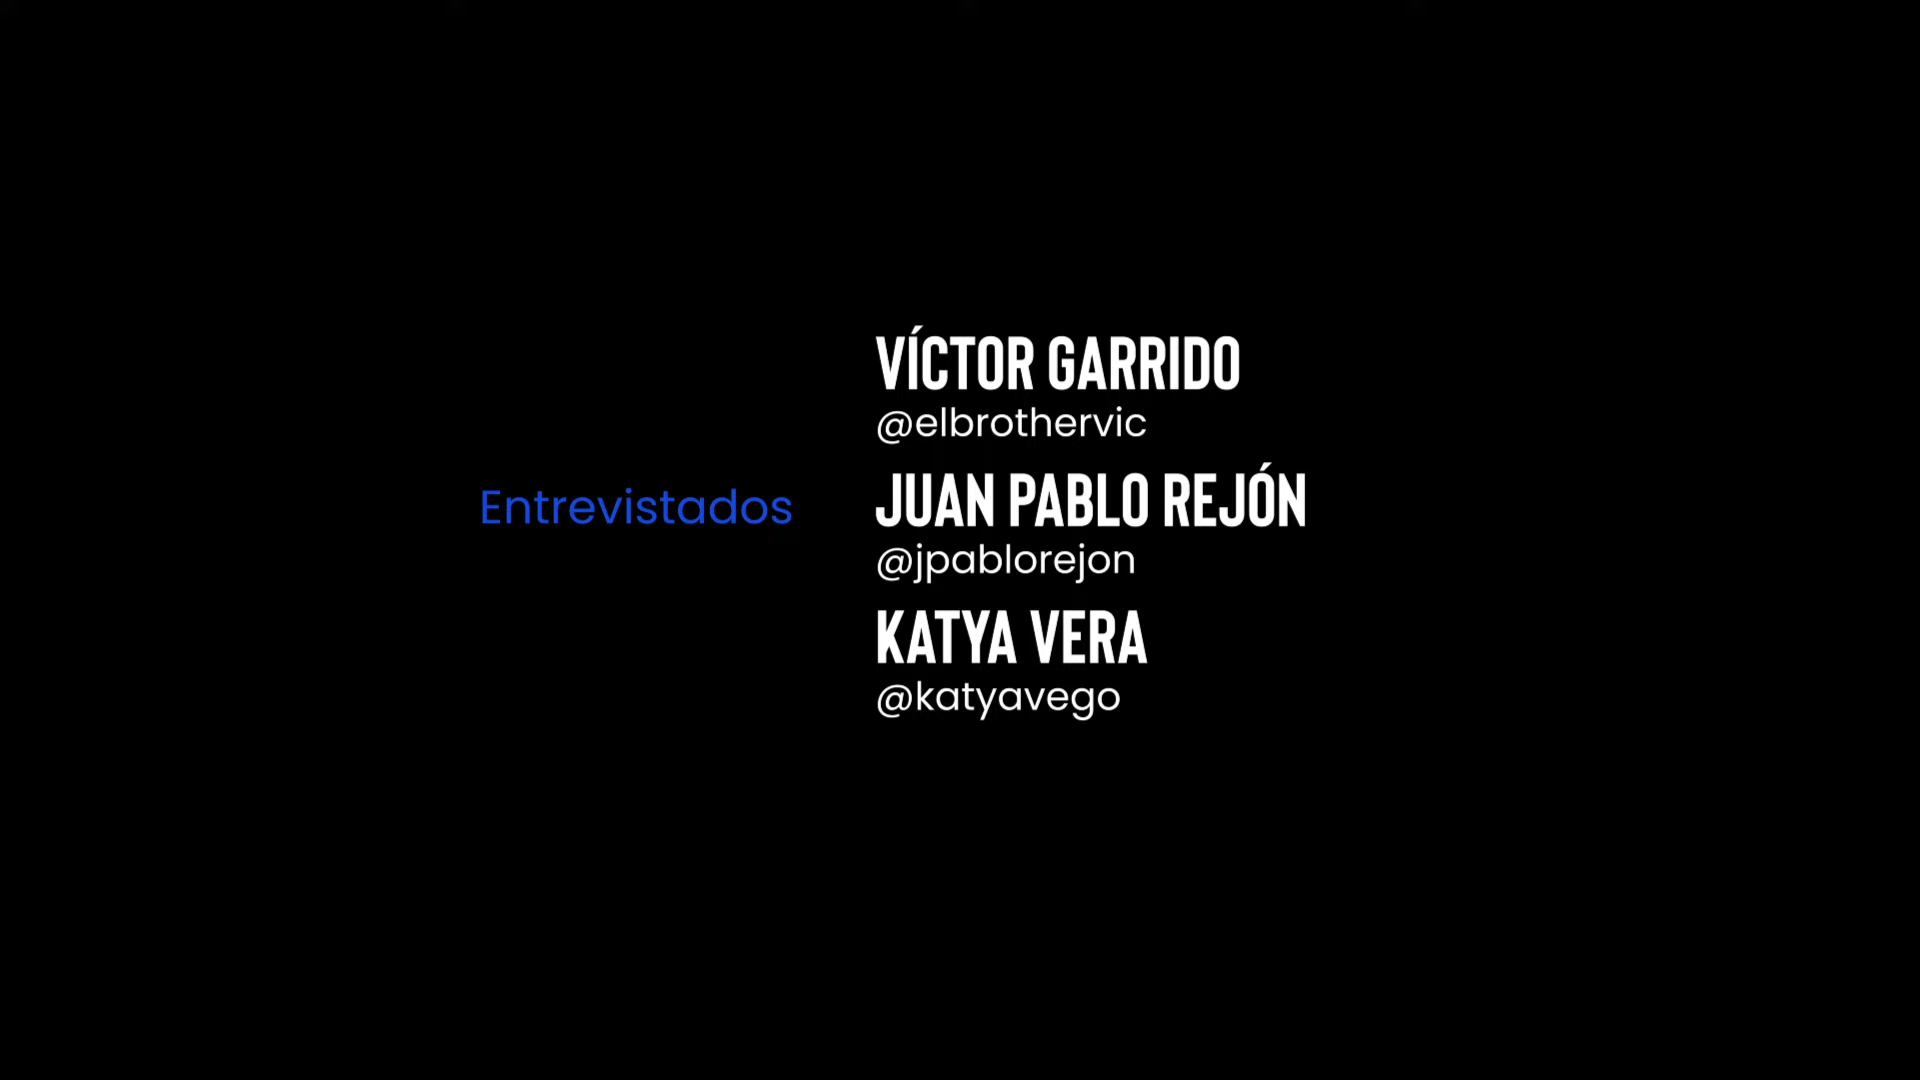 VÍCTOR GARRIDO
@elbrothervic
Entrevistados
JUAN PABLO REJÓN
@jpablorejon
KATYA VERA
@katyavego